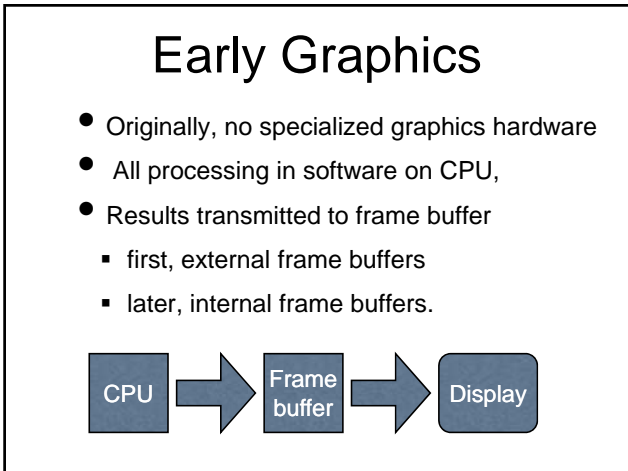 Early Graphics
• Originally, no specialized graphics hardware
• All processing in software on CPU,
• Results transmitted to frame buffer
▪ first, external frame buffers
▪ later, internal frame buffers.
CPU
Frame
buffer
Display